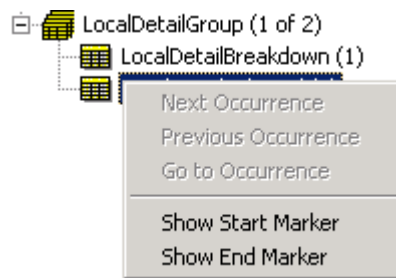 LocalDetailGroup (1 of 2)
LocalDetailBreakdown (1)
Next Occurrence
Previous Occurrence
Go to Occurrence
Show Start Marker
Show End Marker